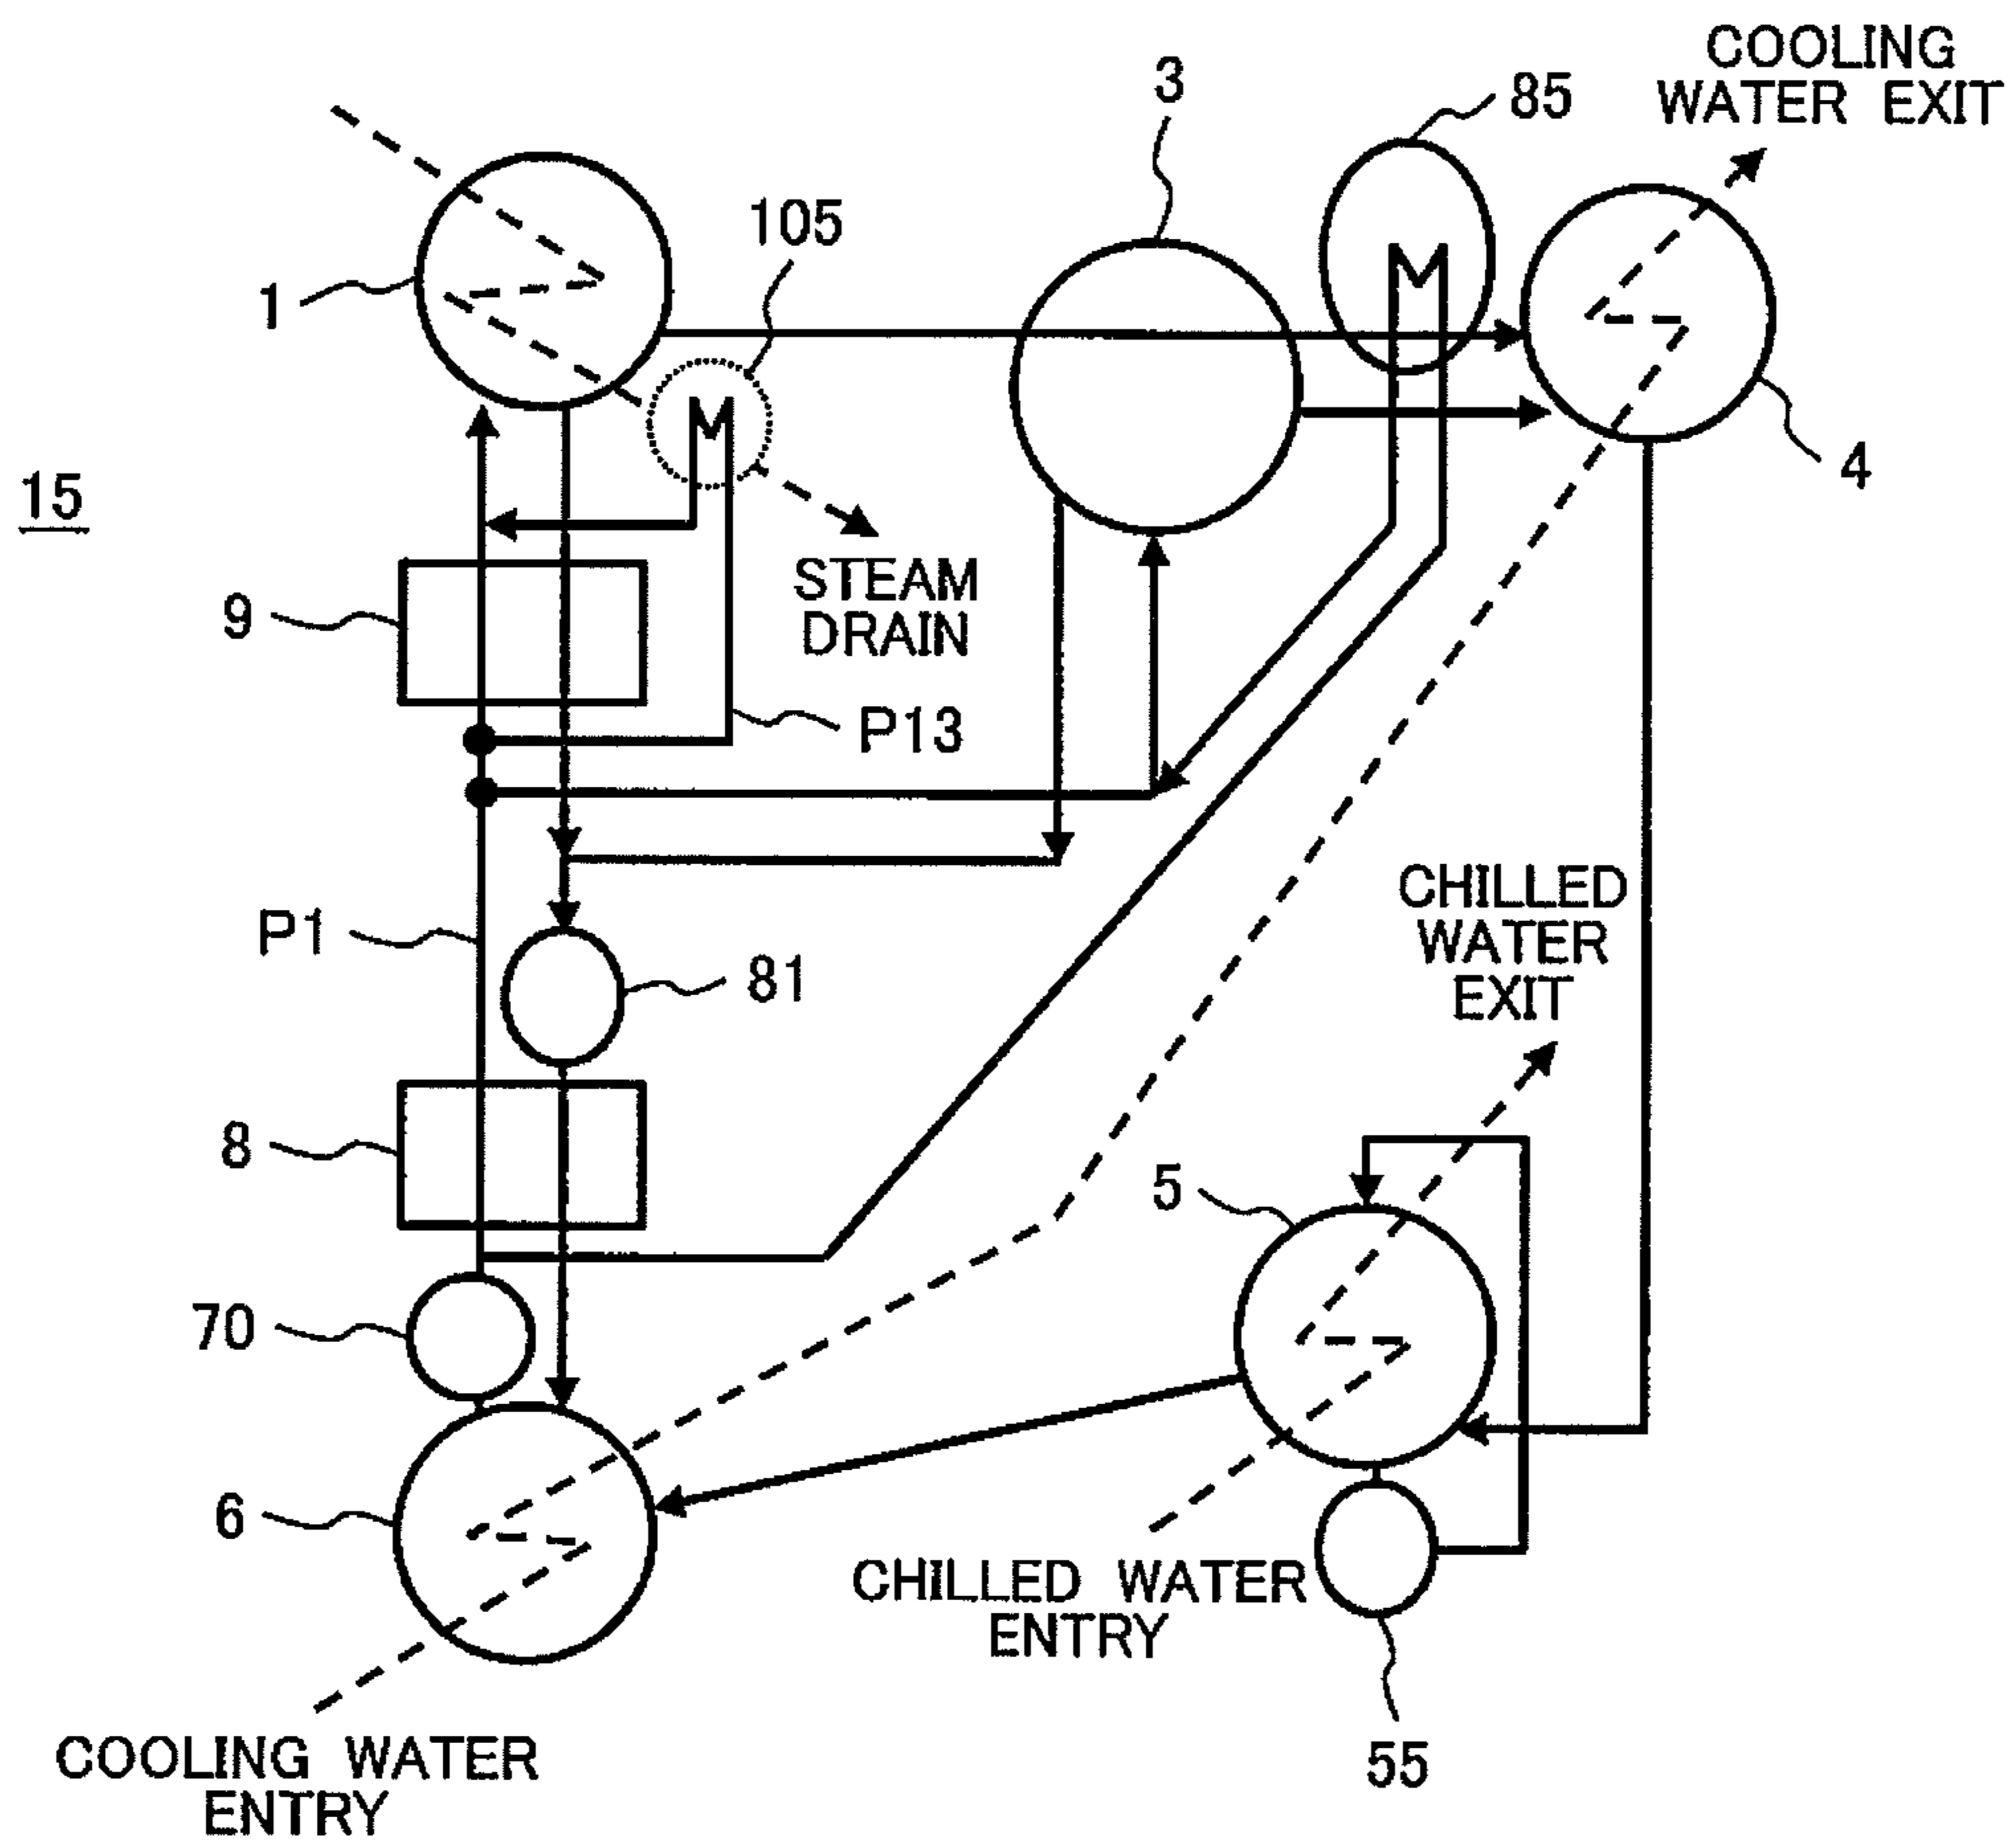 COOLING
WATER EXIT
3
85
105
1
4
15
STEAM
DRAIN
9
P13
CHILLED
WATER
EXIT
P1
81
8
5
70
6
CHILLED WATER
ENTRY
COOLING WATER
ENTRY
55